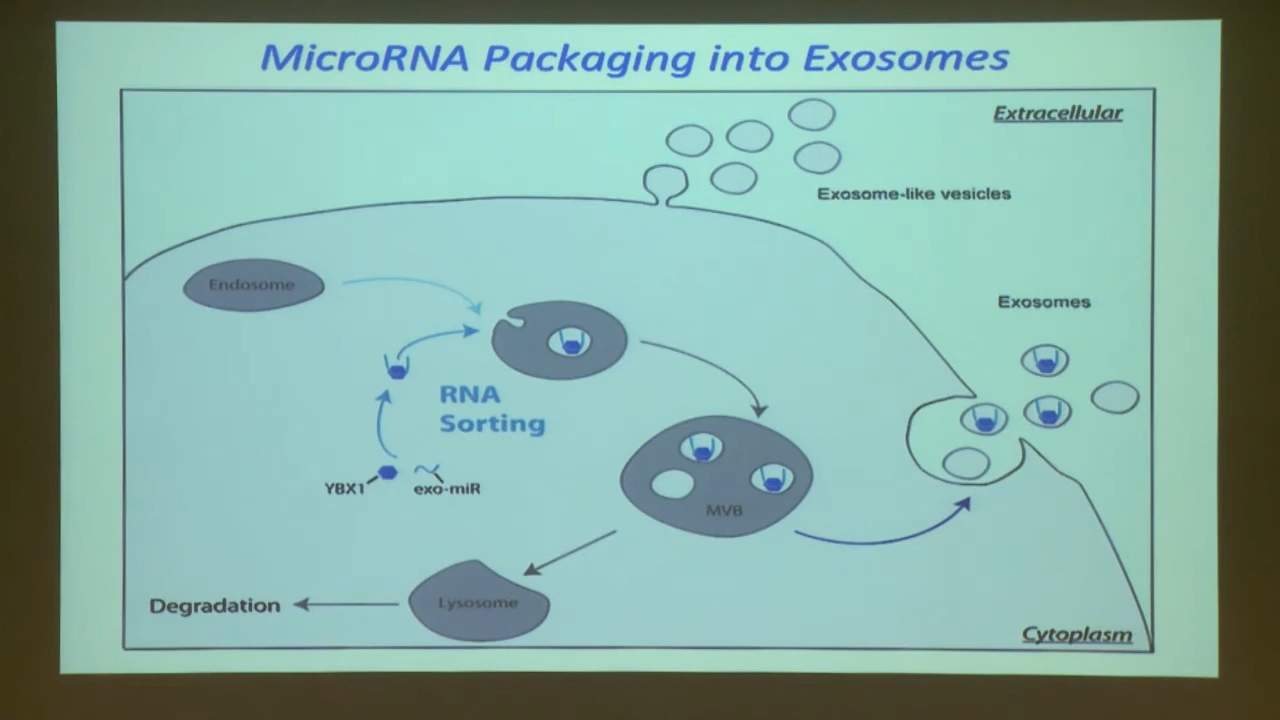 MicroRNA Packaging into Exosomes
Extracellular
Exosome-like vesicles
Endosome
Exosomes
RNA
Sorting
YBX1
exo-miR
MVB
Lysosome
Degradation
Cytoplasm